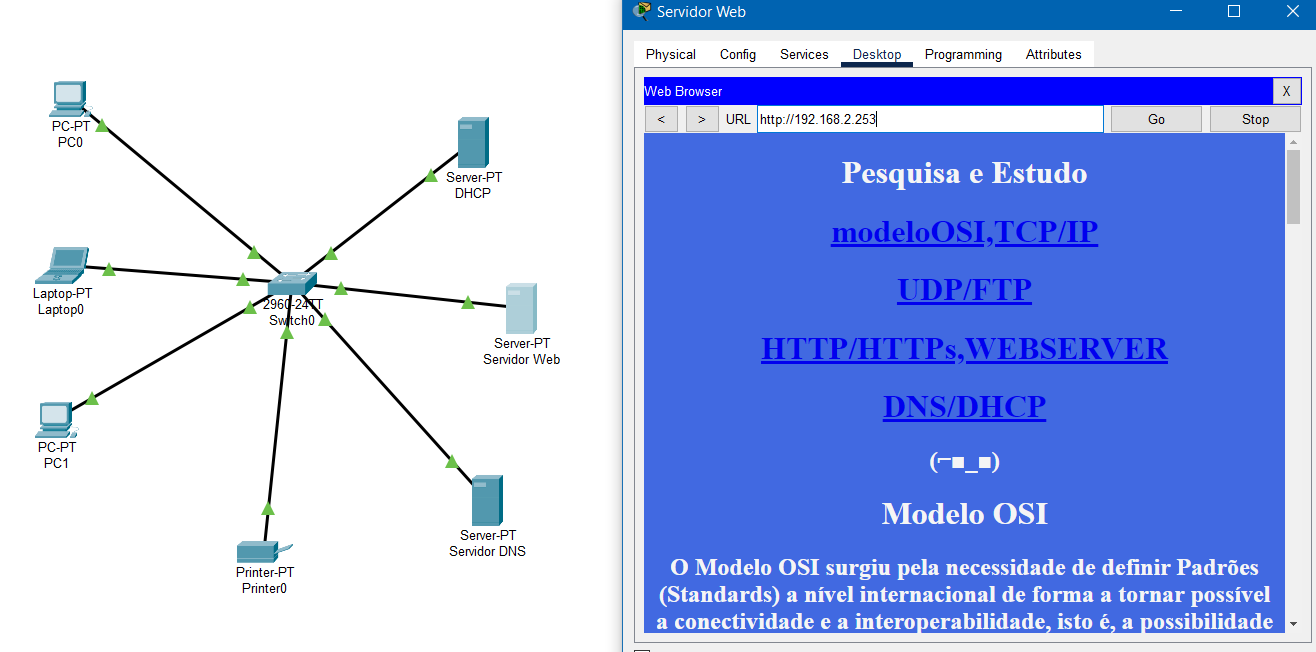 PC-PT
PC0
Server-PT
DHCP
Laptop-PT
Laptop0
2960-24TT
Switch0
Server-PT
Servidor Web
PC-PT
PC1
Server-PT
Servidor DNS
Printer-PT
Printer0
Servidor Web
Physical Config Services Desktop Programming Attributes
Web Browser X
< > URL http://192.168.2.253 Go Stop
Pesquisa e Estudo
modeloOSI,TCP/IP
UDP/FTP
HTTP/HTTPs,WEBSERVER
DNS/DHCP
(⌐■_■)
Modelo OSI
O Modelo OSI surgiu pela necessidade de definir Padrões
(Standards) a nível internacional de forma a tornar possível
a conectividade e a interoperabilidade, isto é, a possibilidade